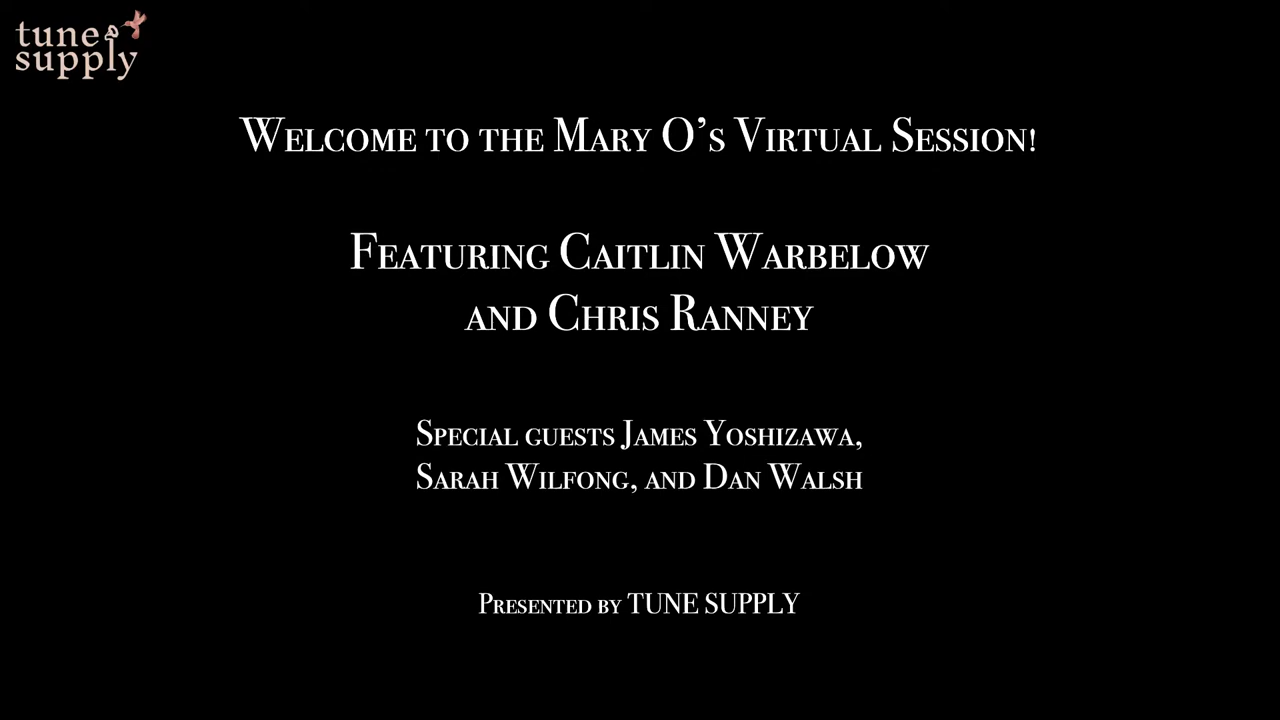 tune
supply
Welcome to the Mary O's Virtual Session!
Featuring Caitlin Warbelow
and Chris Ranney
Special guests James Yoshizawa,
Sarah Wilfong, and Dan Walsh
Presented by TUNE SUPPLY